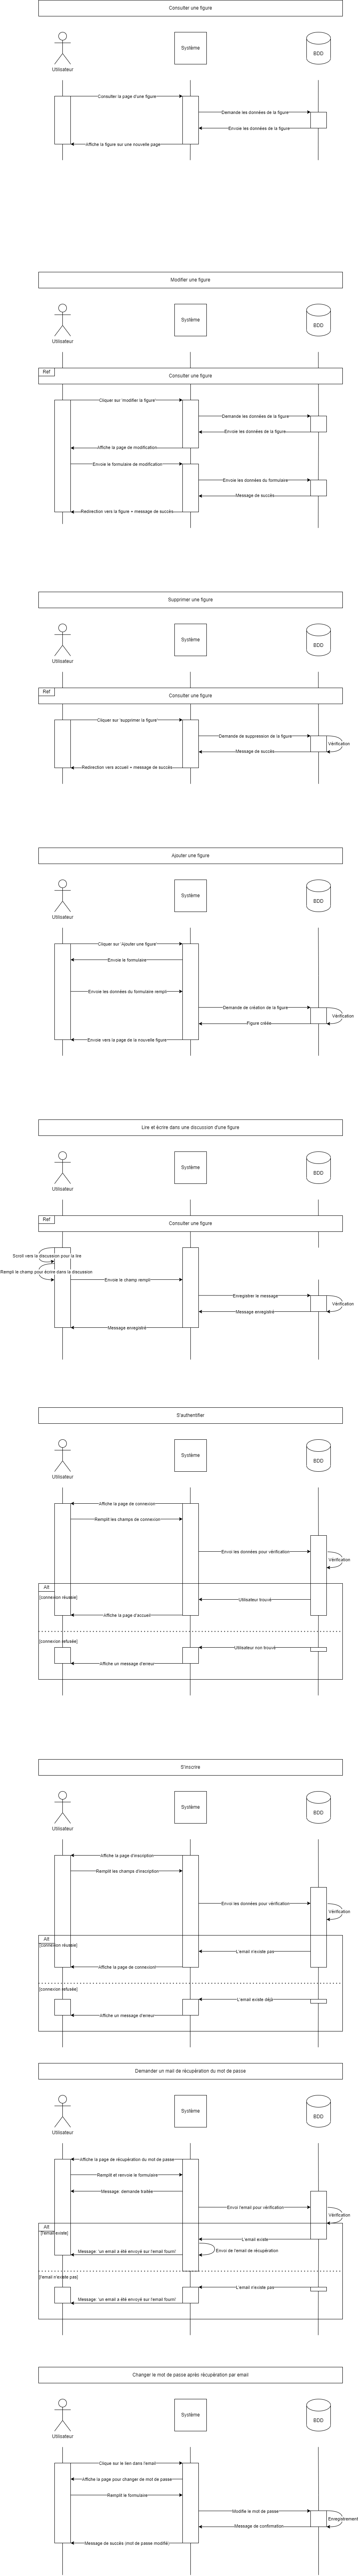 Consulter une figure
Utilisateur
Système
BDD
Consulter la page d'une figure
Demande les données de la figure
Envoie les données de la figure
Affiche la figure sur une nouvelle page
Modifier une figure
Utilisateur
Système
BDD
Ref
Consulter une figure
Cliquer sur 'modifier la figure'
Demande les données de la figure
Envoie les données de la figure
Affiche la page de modification
Envoie le formulaire de modification
Envoie les données du formulaire
Message de succès
Redirection vers la figure + message de succès
Supprimer une figure
Utilisateur
Système
BDD
Ref
Consulter une figure
Cliquer sur 'supprimer la figure'
Demande de suppression de la figure
Vérification
Message de succès
Redirection vers accueil + message de succès
Ajouter une figure
Utilisateur
Système
BDD
Cliquer sur 'Ajouter une figure'
Envoie le formulaire
Envoie les données du formulaire rempli
Demande de création de la figure
Vérification
Figure créée
Envoie vers la page de la nouvelle figure
Lire et écrire dans une discussion d'une figure
Utilisateur
Système
BDD
Ref
Consulter une figure
Scroll vers la discussion pour la lire
Rempli le champ pour écrire dans la discussion
Envoie le champ rempli
Enregistrer le message
Vérification
Message enregistré
Message enregistré
S'authentifier
Utilisateur
Système
BDD
Affiche la page de connexion
Remptit les champs de connexion
Envoi les données pour vérification
Vérification
Alt
[connexion réussie]
Utilisateur trouvé
Affiche la page d'accueil
[connexion refusée]
Utilisateur non trouvé
Affiche un message d'erreur
S'inscrire
Utilisateur
Système
BDD
Affiche la page d'inscription
Remptit les champs d'inscription
Envoi les données pour vérification
Vérification
Alt
[connexion réussie]
L'email n'existe pas
Affiche la page de connexion!
[connexion refusée]
L'email existe déjà
Affiche un message d'erreur
Demander un mail de récupération du mot de passe
Utilisateur
Système
BDD
Affiche la page de récupération du mot de passe
Remptit et renvoie le formulaire
Message: demande traitée
Envoi l'email pour vérification
Vérification
Alt
[l'email existe]
L'email existe
Envoi de l'email de récupération
Message: 'un email a été envoyé sur l'email fourni'
[l'email n'existe pas]
L'email n'existe pas
Message: 'un email a été envoyé sur l'email fourni'
Changer le mot de passe après récupération par email
Utilisateur
Système
BDD
Clique sur le lien dans l'email
Affiche la page pour changer de mot de passe
Remplit le formulaire
Modifie le mot de passe
Enregistrement
Message de confirmation
Message de succès (mot de passe modifié)